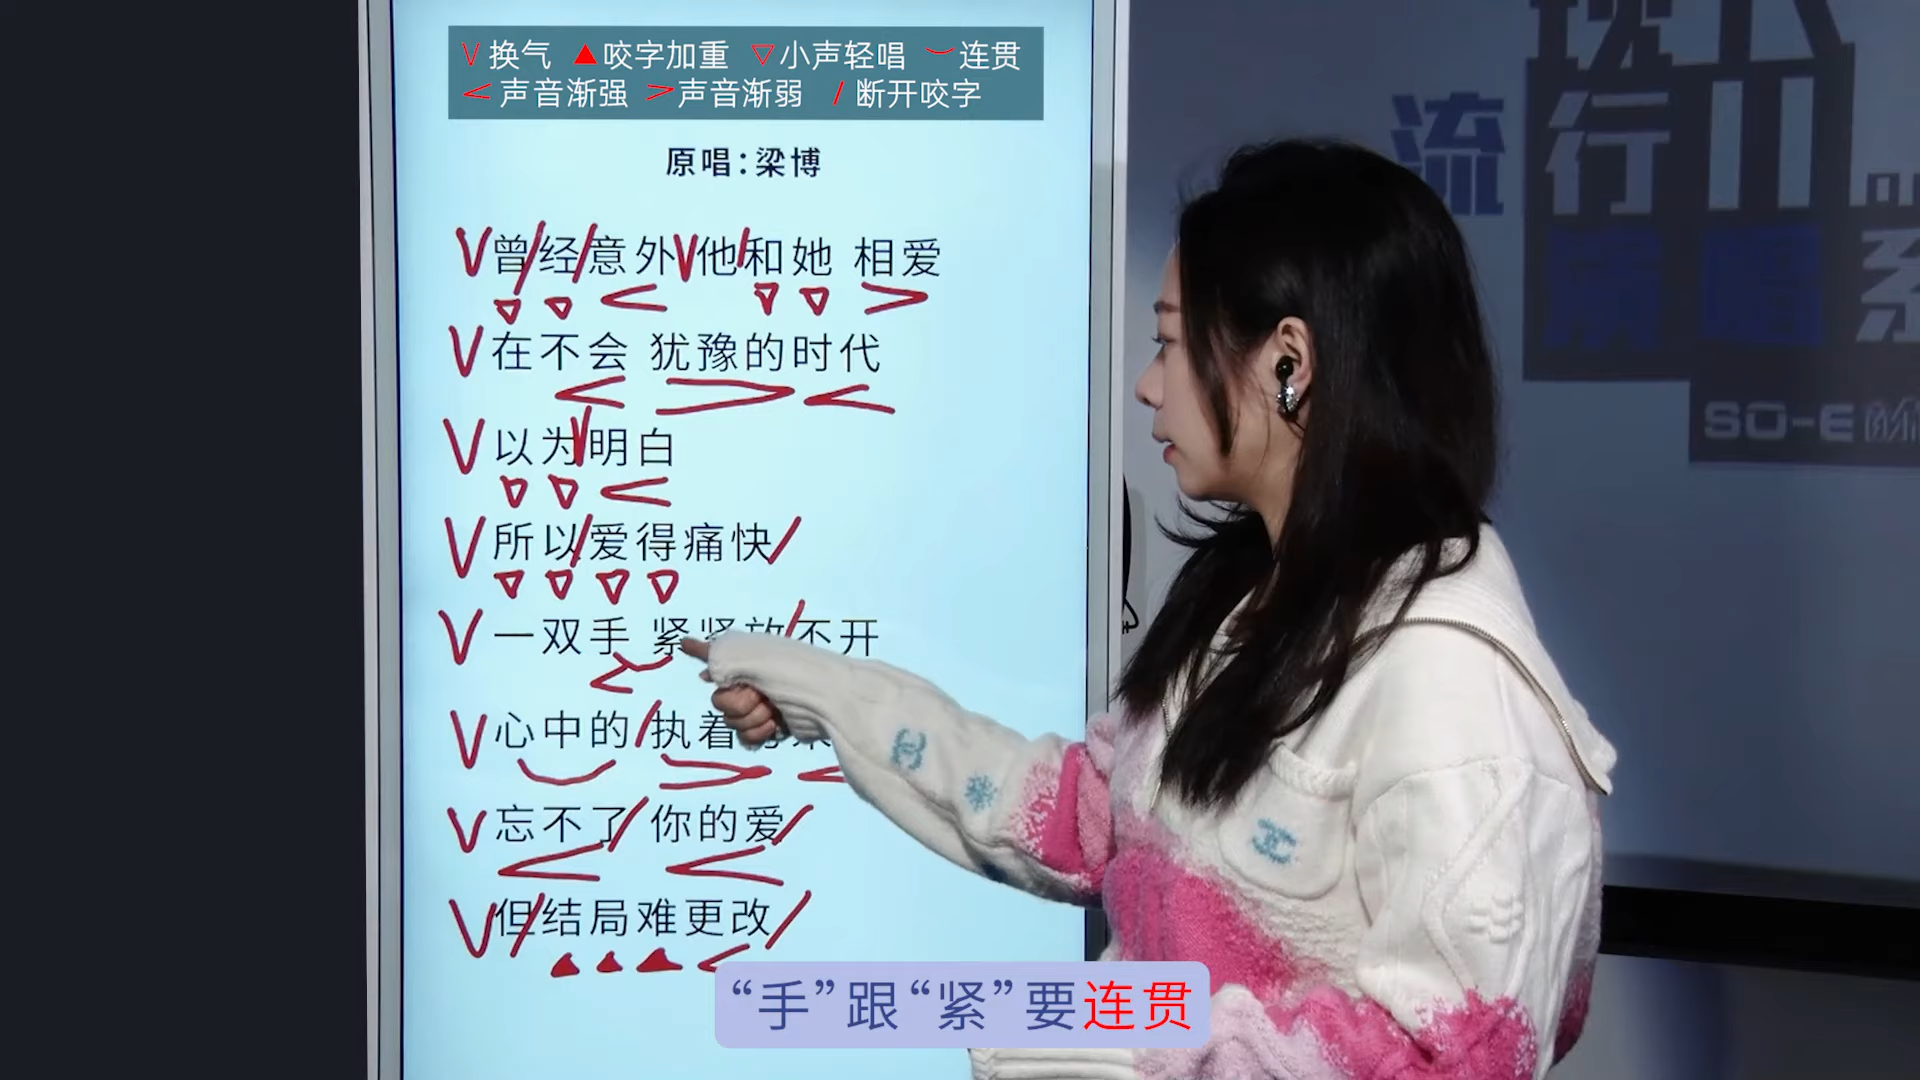 V 换气 ▲咬字加重 ▽小声轻唱 ︶连贯
< 声音渐强 >声音渐弱 / 断开咬字
原唱:梁博
曾经意外他和她 相爱
在不会 犹豫的时代
以为明白
所以爱得痛快
一双手 紧紧放不开
心中的 执着
忘不了 你的爱
但结局难更改
“手”跟“紧”要连贯
流行
SO-E